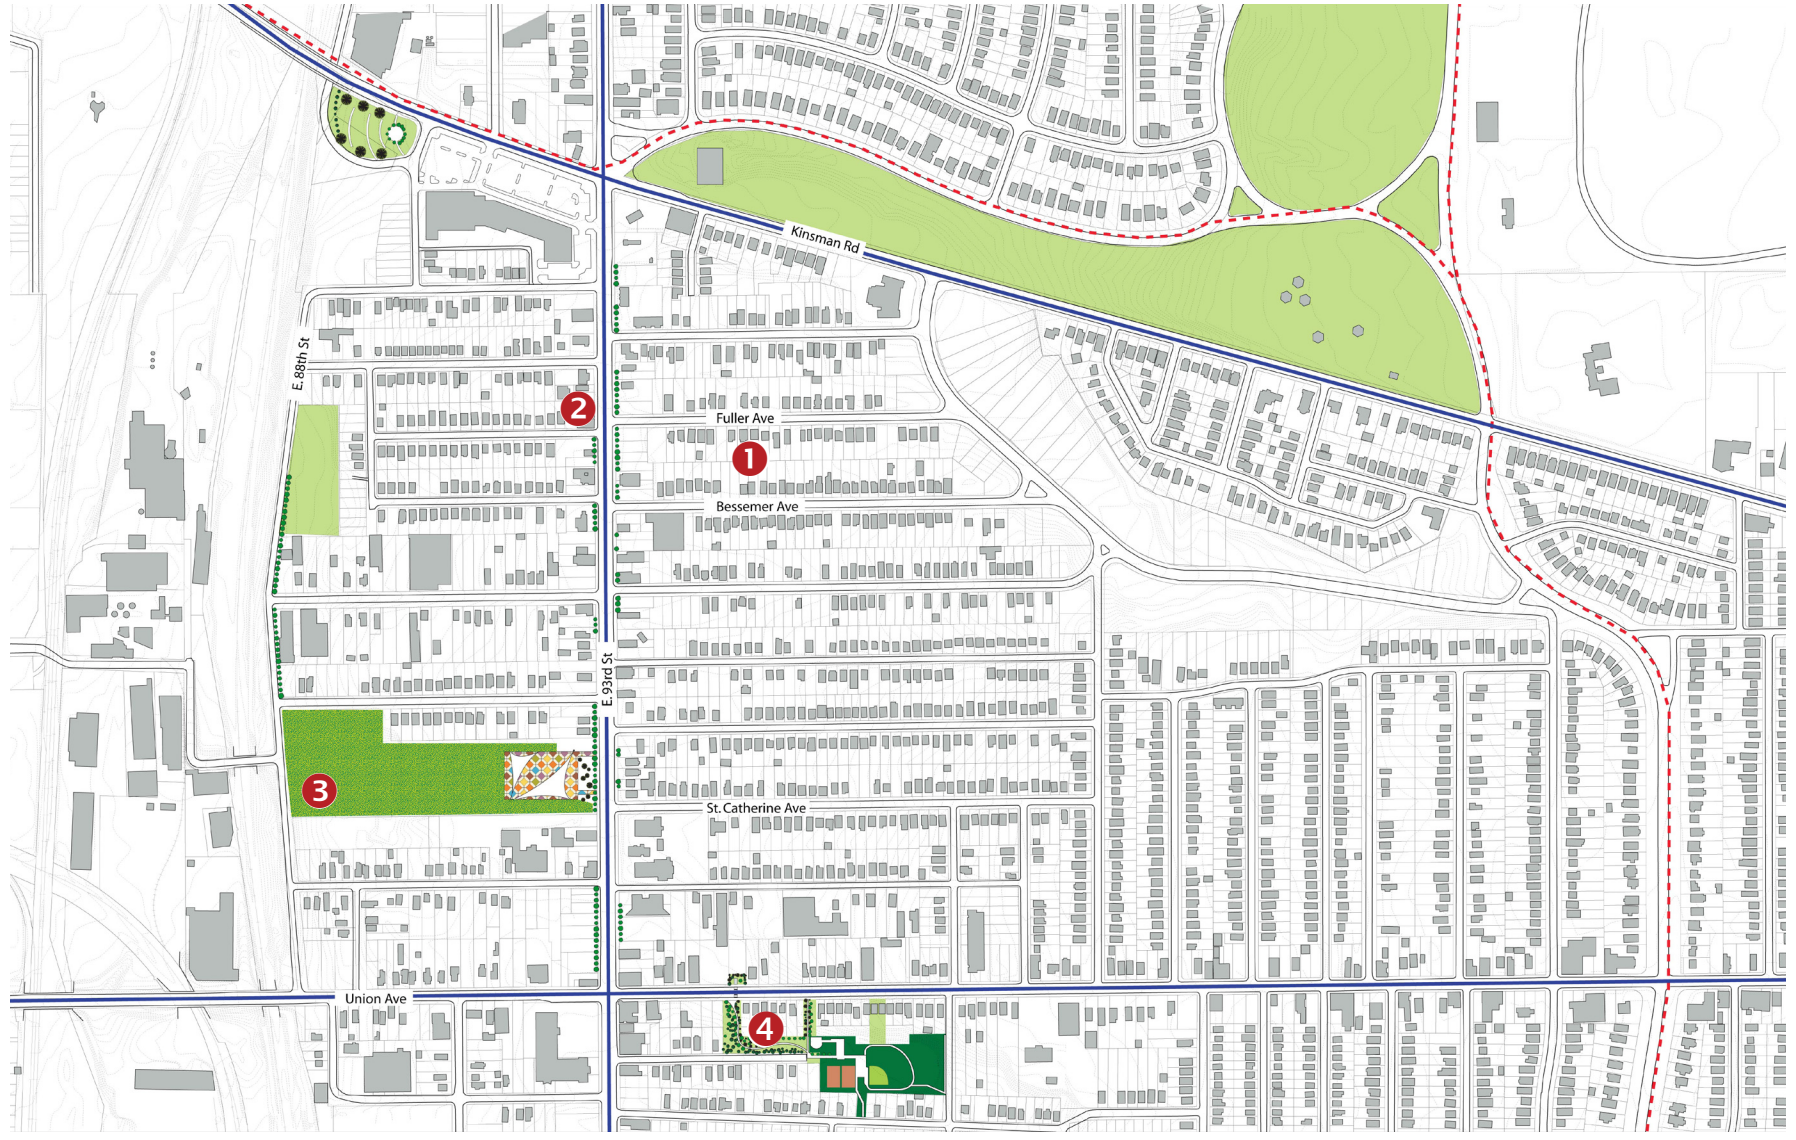 Kinsman Rd
E. 88th St
2
Fuller Ave
1
Bessemer Ave
E. 93rd St
3
St. Catherine Ave
Union Ave
4